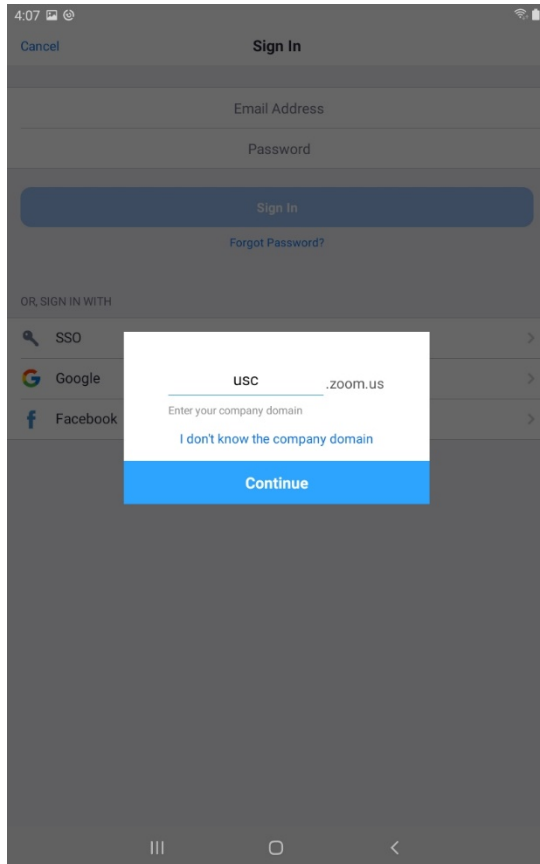 4:07
Cancel Sign In
Email Address
Password
Sign In
Forgot Password?
OR, SIGN IN WITH
SSO
Google
Facebook
usc .zoom.us
Enter your company domain
I don't know the company domain
Continue